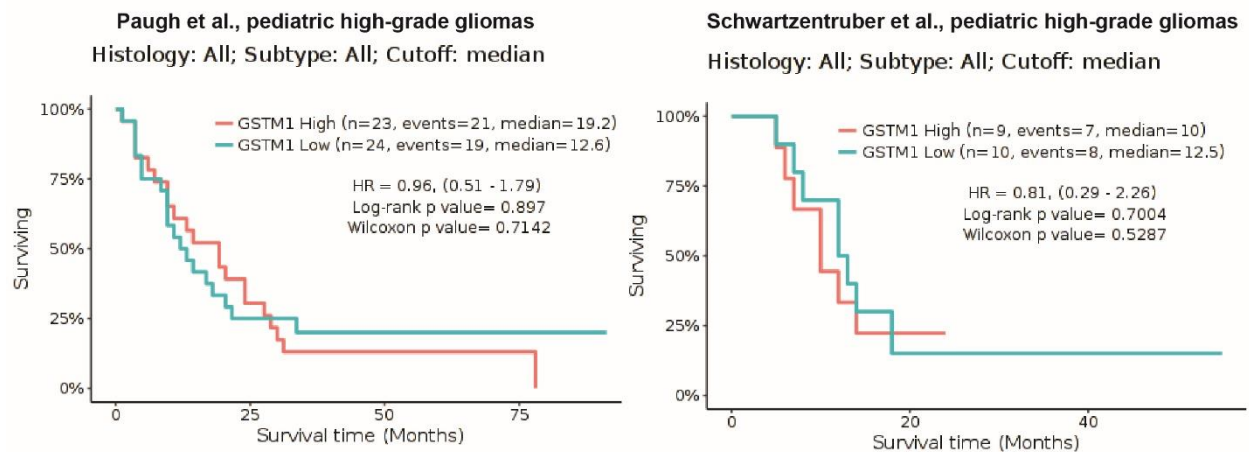 Paugh et al., pediatric high-grade gliomas
Histology: All; Subtype: All; Cutoff: median
GSTM1 High (n=23, events=21, median=19.2)
GSTM1 Low (n=24, events=19, median=12.6)
HR = 0.96, (0.51 - 1.79)
Log-rank p value= 0.897
Wilcoxon p value= 0.7142
Surviving
100%
75%
50%
25%
0%
0
25
50
75
Survival time (Months)
Schwartzentruber et al., pediatric high-grade gliomas
Histology: All; Subtype: All; Cutoff: median
GSTM1 High (n=9, events=7, median=10)
GSTM1 Low (n=10, events=8, median=12.5)
HR = 0.81, (0.29 - 2.26)
Log-rank p value= 0.7004
Wilcoxon p value= 0.5287
Surviving
100%
75%
50%
25%
0%
0
20
40
Survival time (Months)